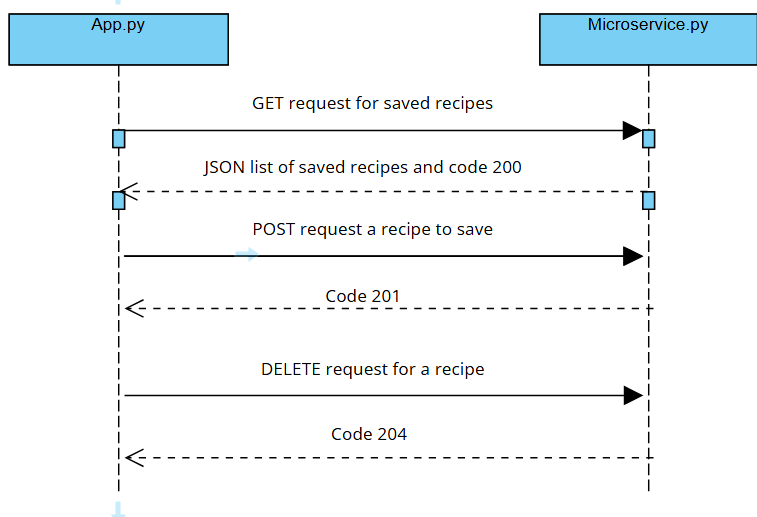 App.py
Microservice.py
GET request for saved recipes
JSON list of saved recipes and code 200
POST request a recipe to save
Code 201
DELETE request for a recipe
Code 204